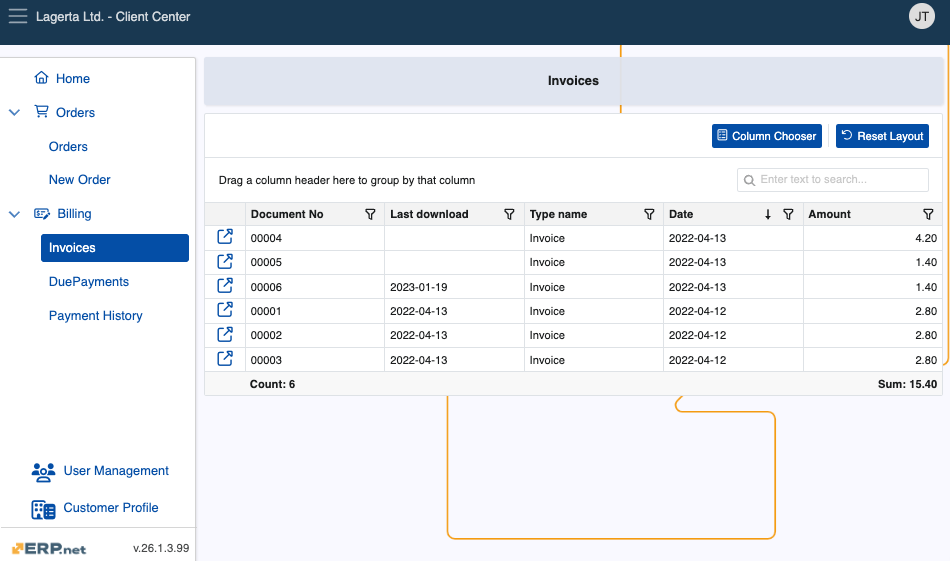 Lagerta Ltd. - Client Center
JT
Home
Orders
Orders
New Order
Billing
Invoices
DuePayments
Payment History
User Management
Customer Profile
ERP.net
v.26.1.3.99
Invoices
Column Chooser
Reset Layout
Drag a column header here to group by that column
Enter text to search...
Document No Last download Type name Date Amount
00004 Invoice 2022-04-13 4.20
00005 Invoice 2022-04-13 1.40
00006 2023-01-19 Invoice 2022-04-13 1.40
00001 2022-04-13 Invoice 2022-04-12 2.80
00002 2022-04-13 Invoice 2022-04-12 2.80
00003 2022-04-13 Invoice 2022-04-12 2.80
Count: 6 Sum: 15.40